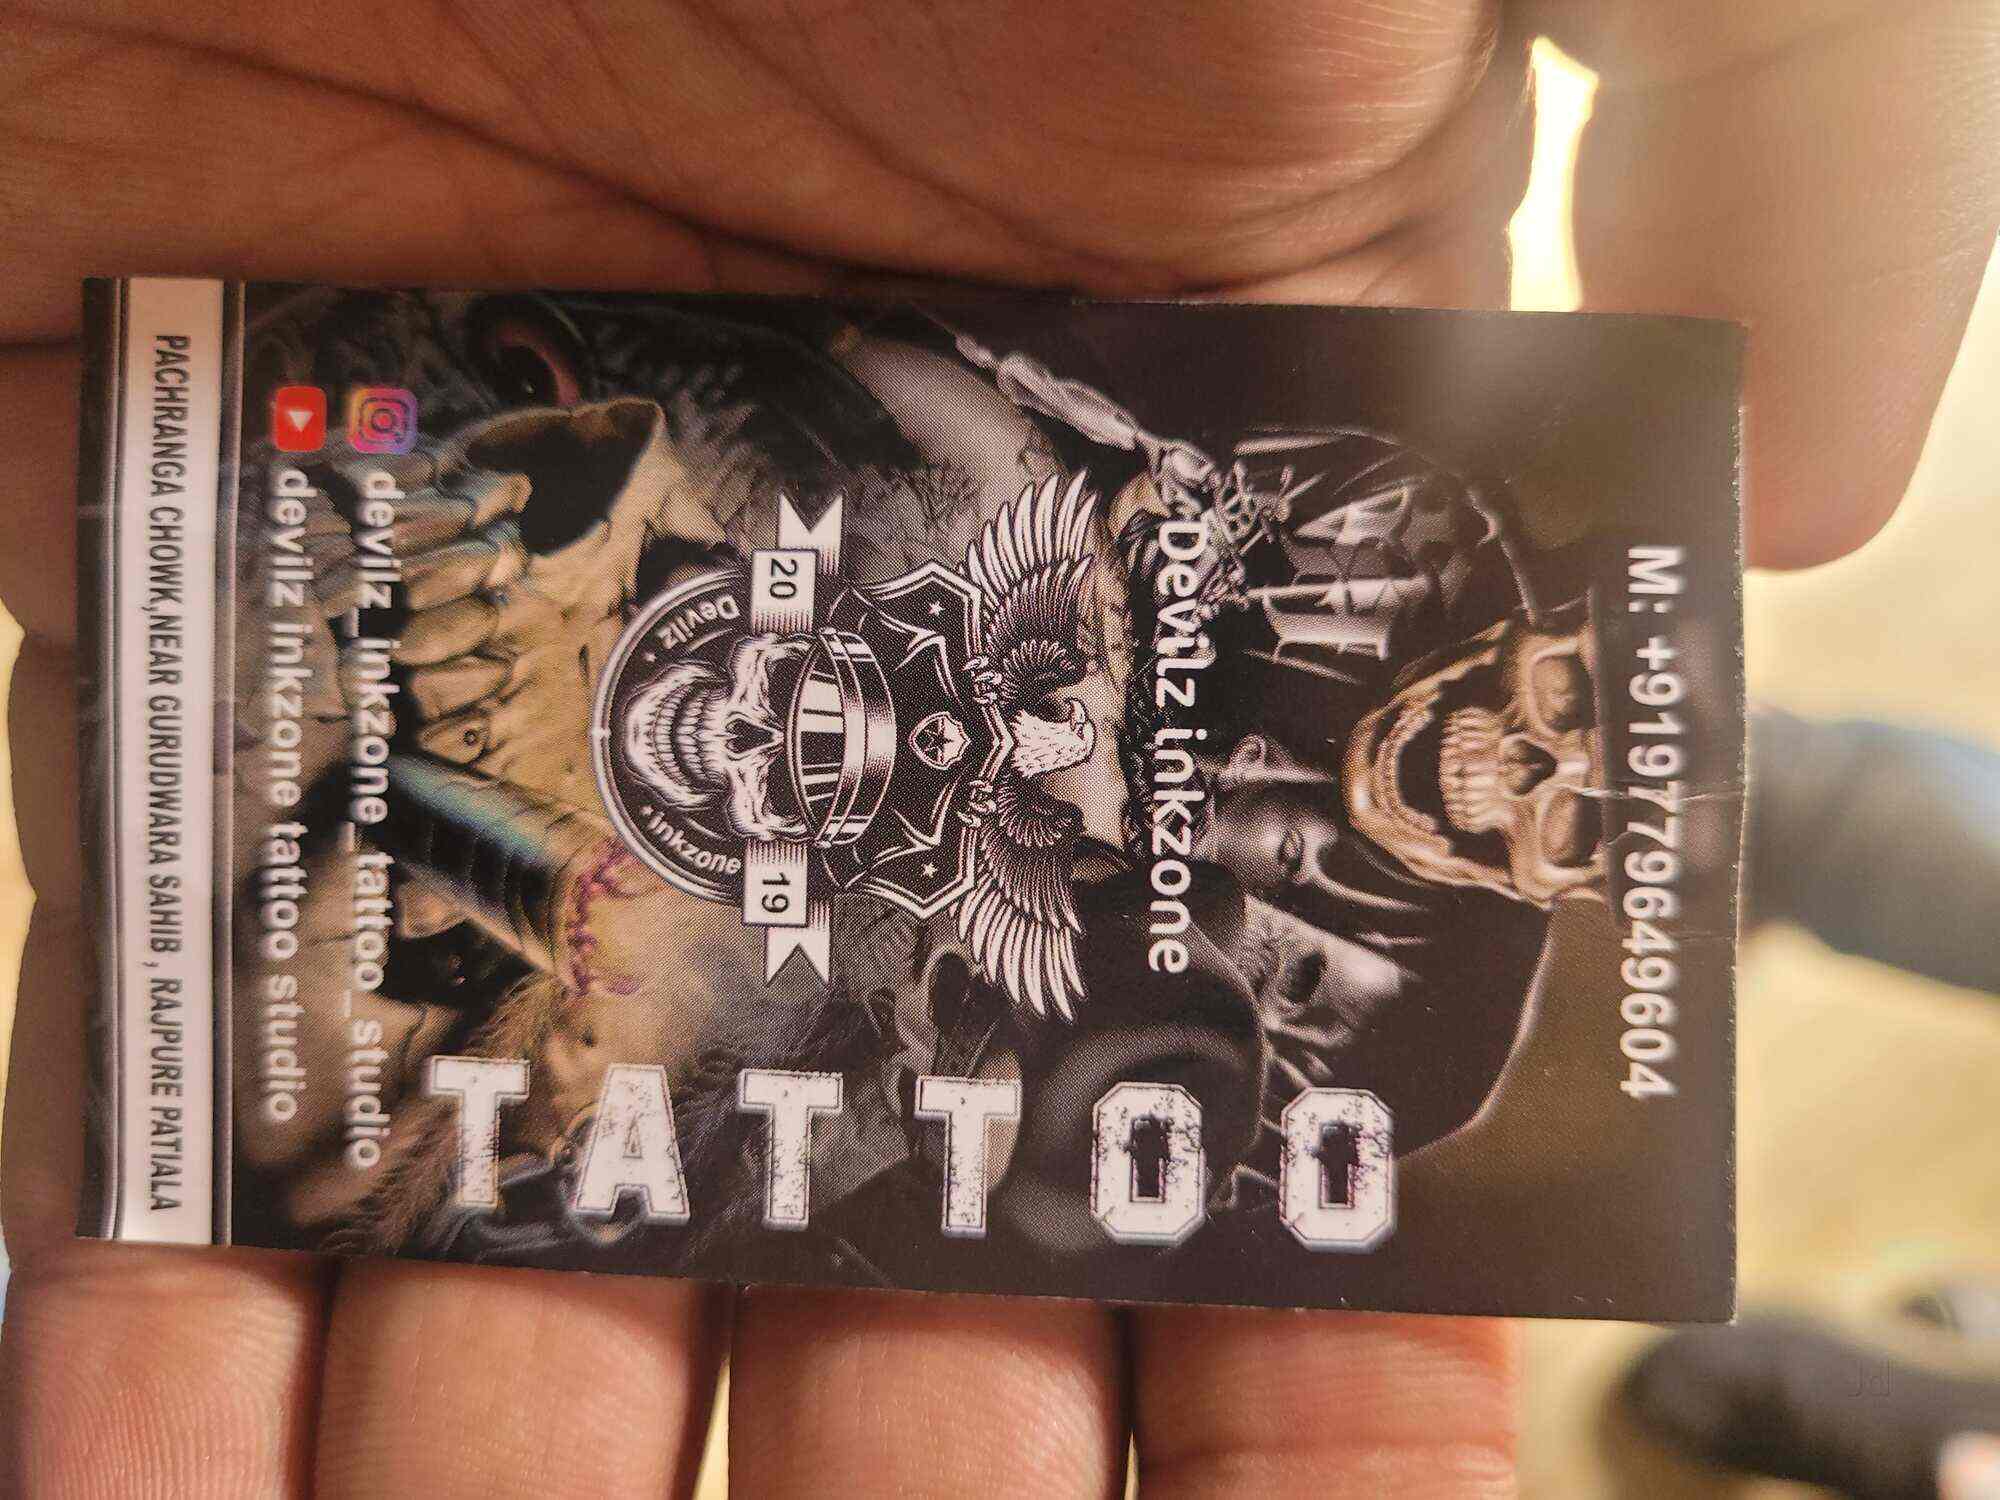 M: +919779649604
Devilz inkzone
20 19
Devilz · inkzone
TATTOO
devilz_inkzone_tattoo_studio
devilz inkzone tattoo studio
PACHRANGA CHOWK,NEAR GURUDWARA SAHIB , RAJPURE PATIALA
Jd